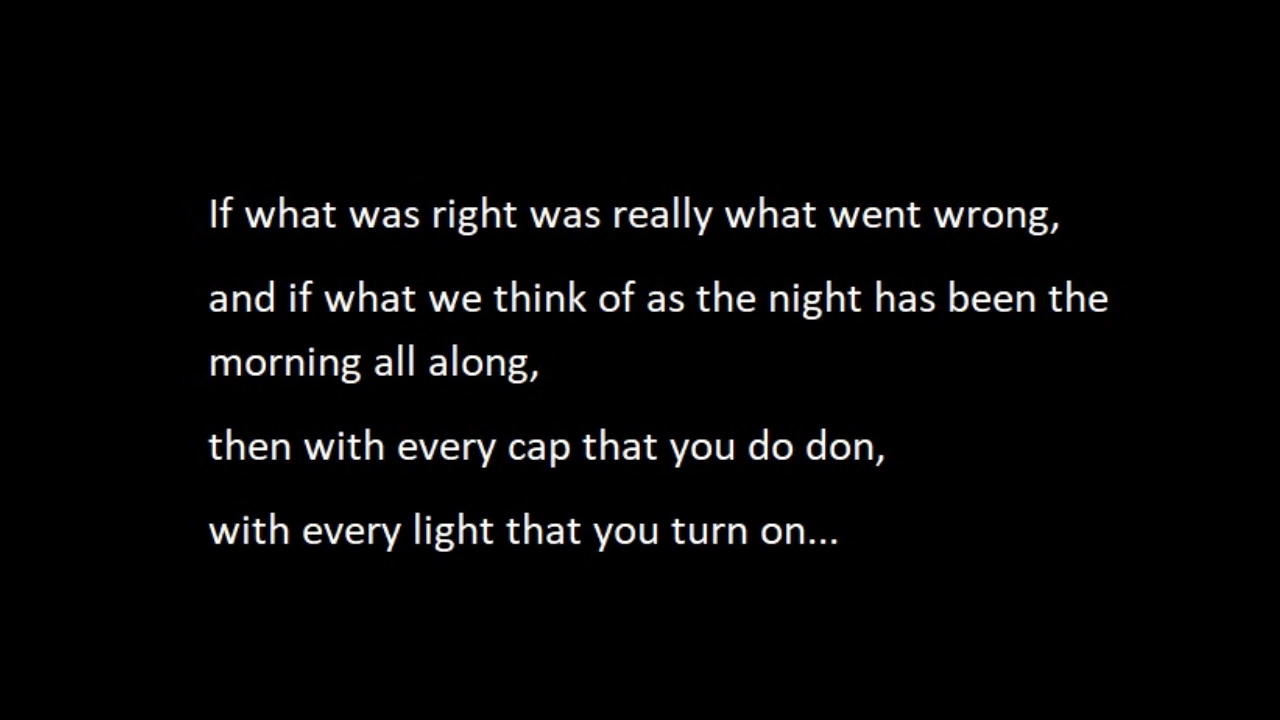 If what was right was really what went wrong,
and if what we think of as the night has been the
morning all along,
then with every cap that you do don,
with every light that you turn on...